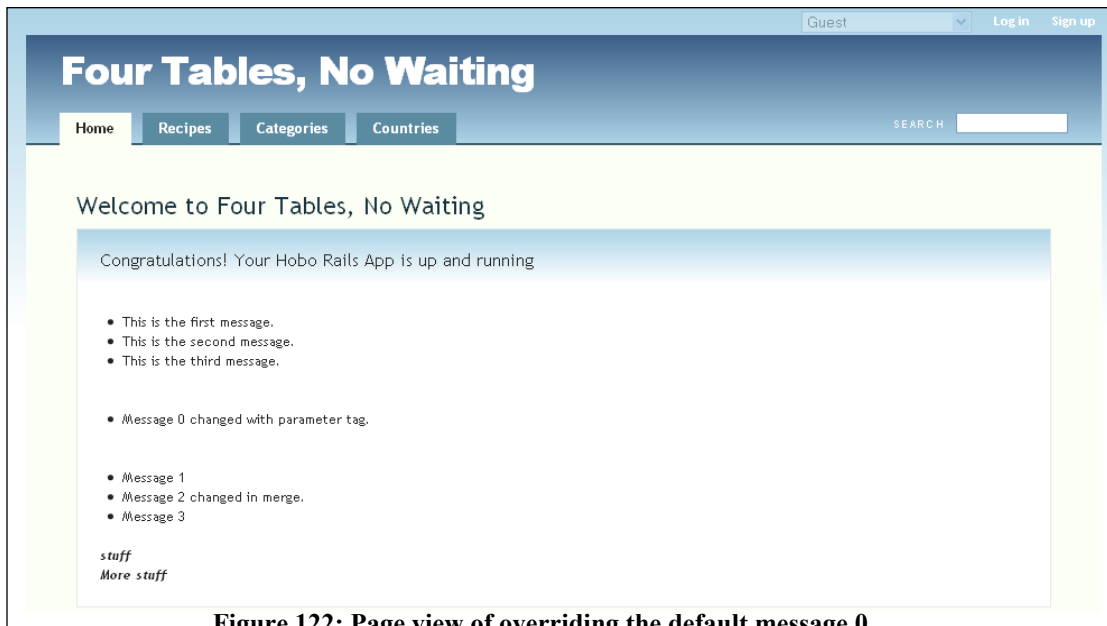 Guest Log in Sign up
Four Tables, No Waiting
Home Recipes Categories Countries SEARCH
Welcome to Four Tables, No Waiting
Congratulations! Your Hobo Rails App is up and running
• This is the first message.
• This is the second message.
• This is the third message.
• Message 0 changed with parameter tag.
• Message 1
• Message 2 changed in merge.
• Message 3
stuff
More stuff
Figure 122: Page view of overriding the default message 0